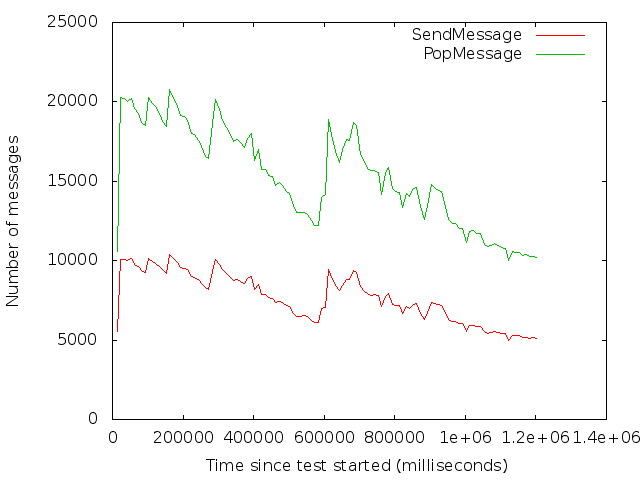 25000
20000
15000
10000
5000
0
Number of messages
SendMessage
PopMessage
0 200000 400000 600000 800000 1e+06 1.2e+06 1.4e+06
Time since test started (milliseconds)